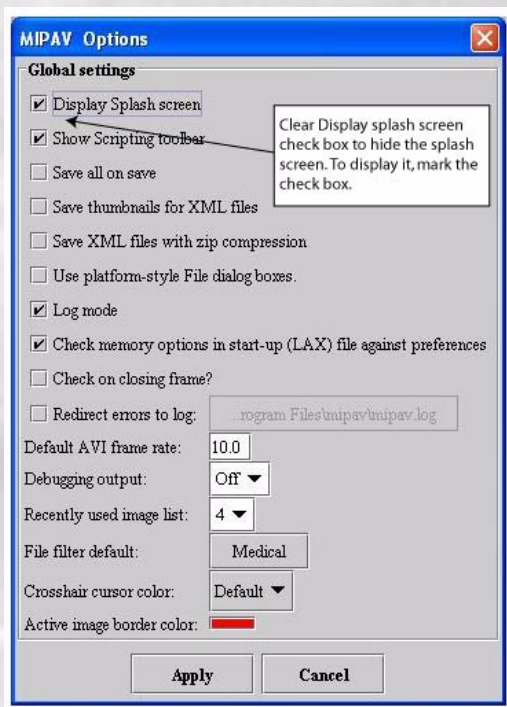 MIPAV Options
Global settings
Display Splash screen
Clear Display splash screen
check box to hide the splash
screen. To display it, mark the
check box.
Show Scripting toolbar
Save all on save
Save thumbnails for XML files
Save XML files with zip compression
Use platform-style File dialog boxes.
Log mode
Check memory options in start-up (LAX) file against preferences
Check on closing frame?
Redirect errors to log: ...rogram Files\mipav\mipav.log
Default AVI frame rate: 10.0
Debugging output: Off
Recently used image list: 4
File filter default: Medical
Crosshair cursor color: Default
Active image border color:
Apply Cancel